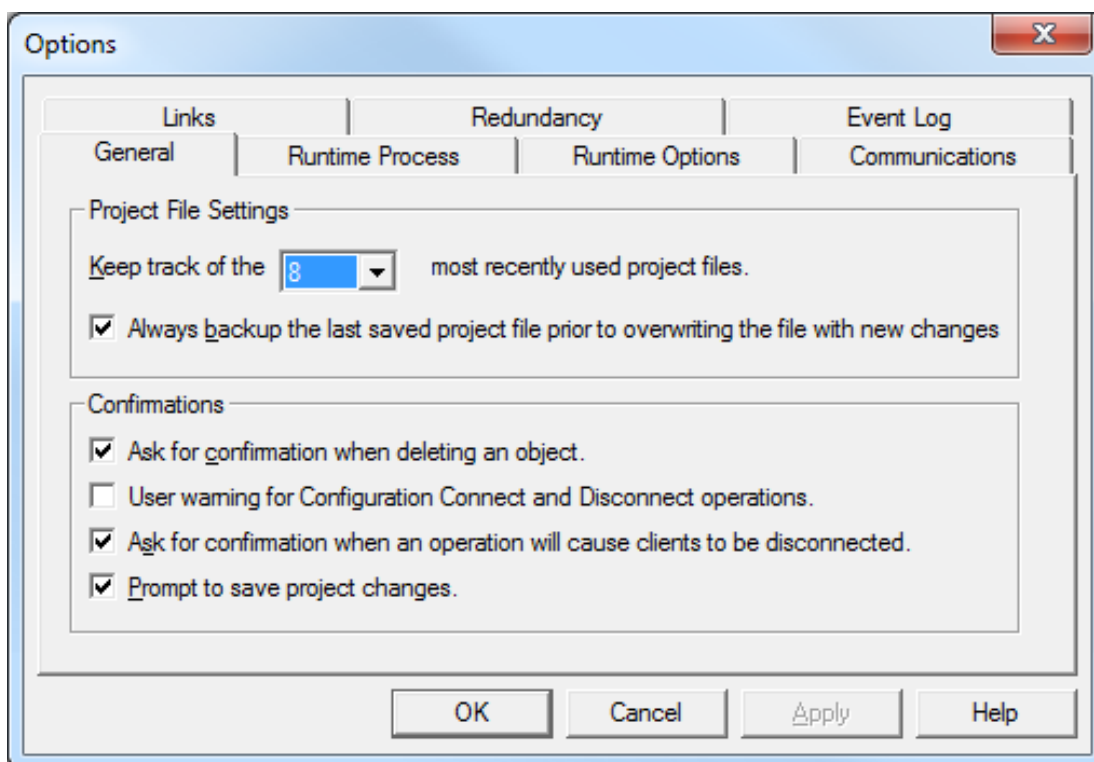 Options
Links Redundancy Event Log
General Runtime Process Runtime Options Communications
Project File Settings
Keep track of the 8 most recently used project files.
Always backup the last saved project file prior to overwriting the file with new changes
Confirmations
Ask for confirmation when deleting an object.
User warning for Configuration Connect and Disconnect operations.
Ask for confirmation when an operation will cause clients to be disconnected.
Prompt to save project changes.
OK Cancel Apply Help